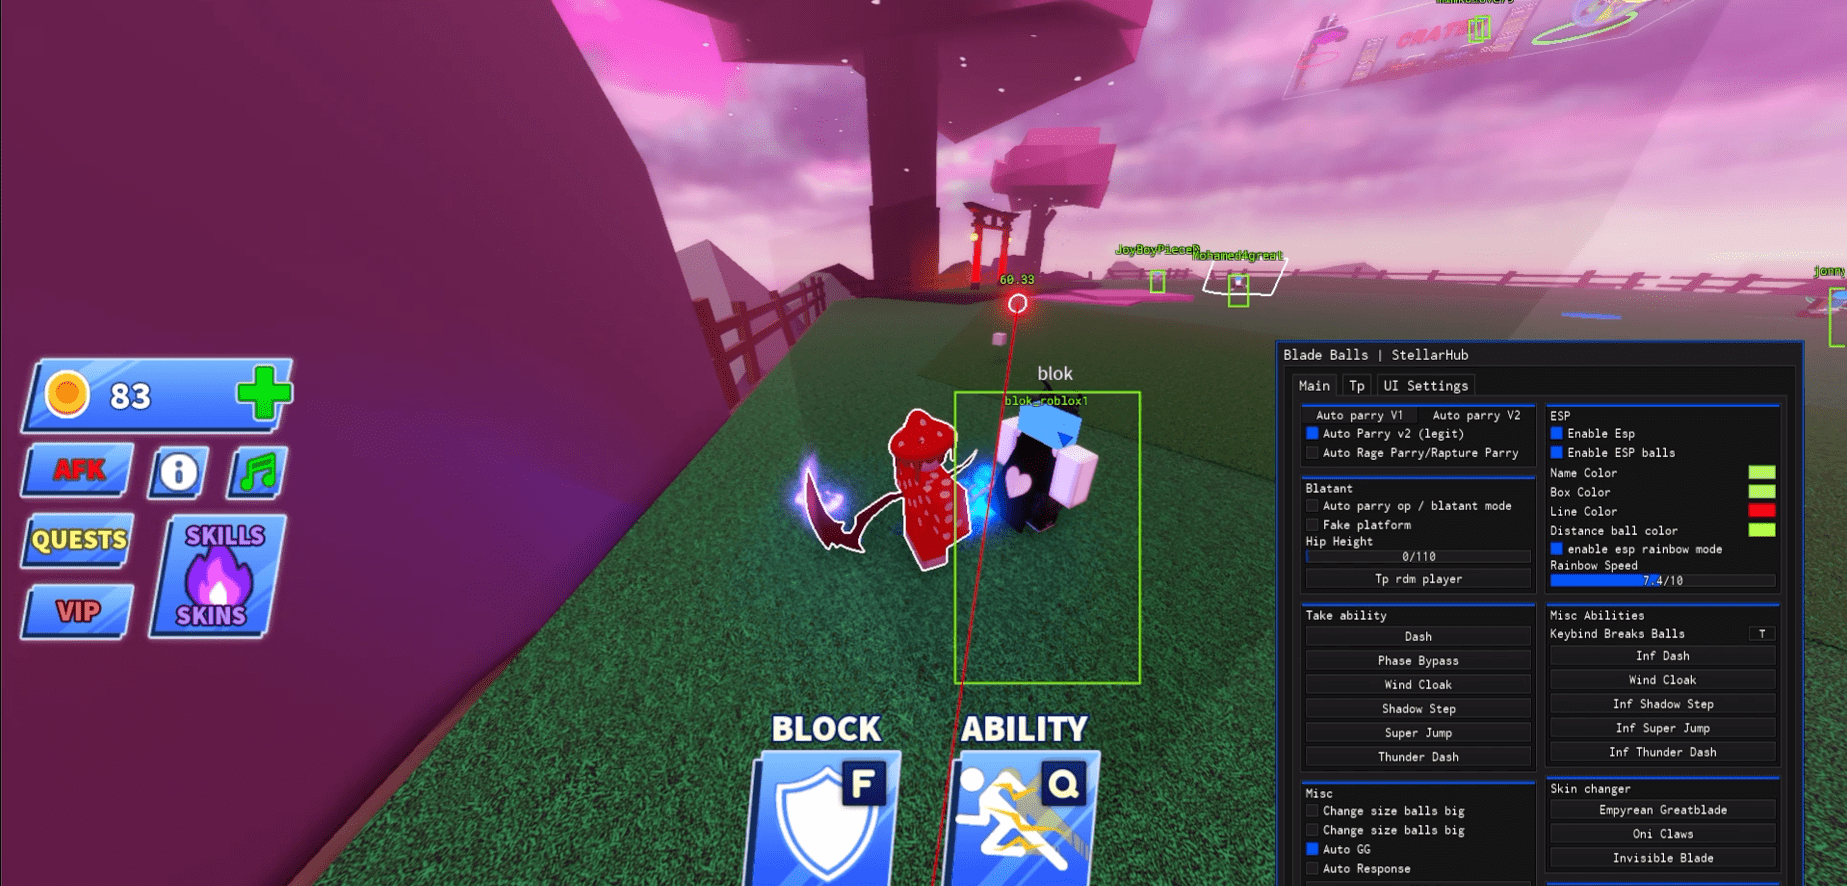 CRATE
60.33
JoyBoyPieceD
Mohamed4great
jonny
blok
blok_roblox1
83
AFK
i
QUESTS
SKILLS
SKINS
VIP
BLOCK
F
ABILITY
Q
Blade Balls | StellarHub
Main
Tp
UI Settings
Auto parry V1
Auto parry V2
Auto Parry v2 (legit)
Auto Rage Parry/Rapture Parry
Blatant
Auto parry op / blatant mode
Fake platform
Hip Height
0/110
Tp rdm player
Take ability
Dash
Phase Bypass
Wind Cloak
Shadow Step
Super Jump
Thunder Dash
Misc
Change size balls big
Change size balls big
Auto GG
Auto Response
ESP
Enable Esp
Enable ESP balls
Name Color
Box Color
Line Color
Distance ball color
enable esp rainbow mode
Rainbow Speed
7.4/10
Misc Abilities
Keybind Breaks Balls
T
Inf Dash
Wind Cloak
Inf Shadow Step
Inf Super Jump
Inf Thunder Dash
Skin changer
Empyrean Greatblade
Oni Claws
Invisible Blade